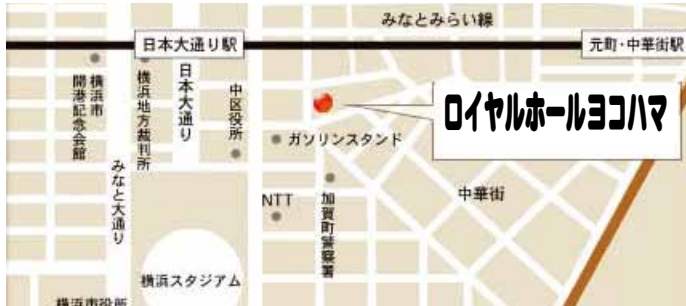 みなとみらい線
日本大通り駅
元町・中華街駅
横浜市
開港記念会館
横浜地方裁判所
日本大通り
中区役所
ロイヤルホールヨコハマ
ガソリンスタンド
みなと大通り
NTT
加賀町警察署
中華街
横浜スタジアム
横浜市役所